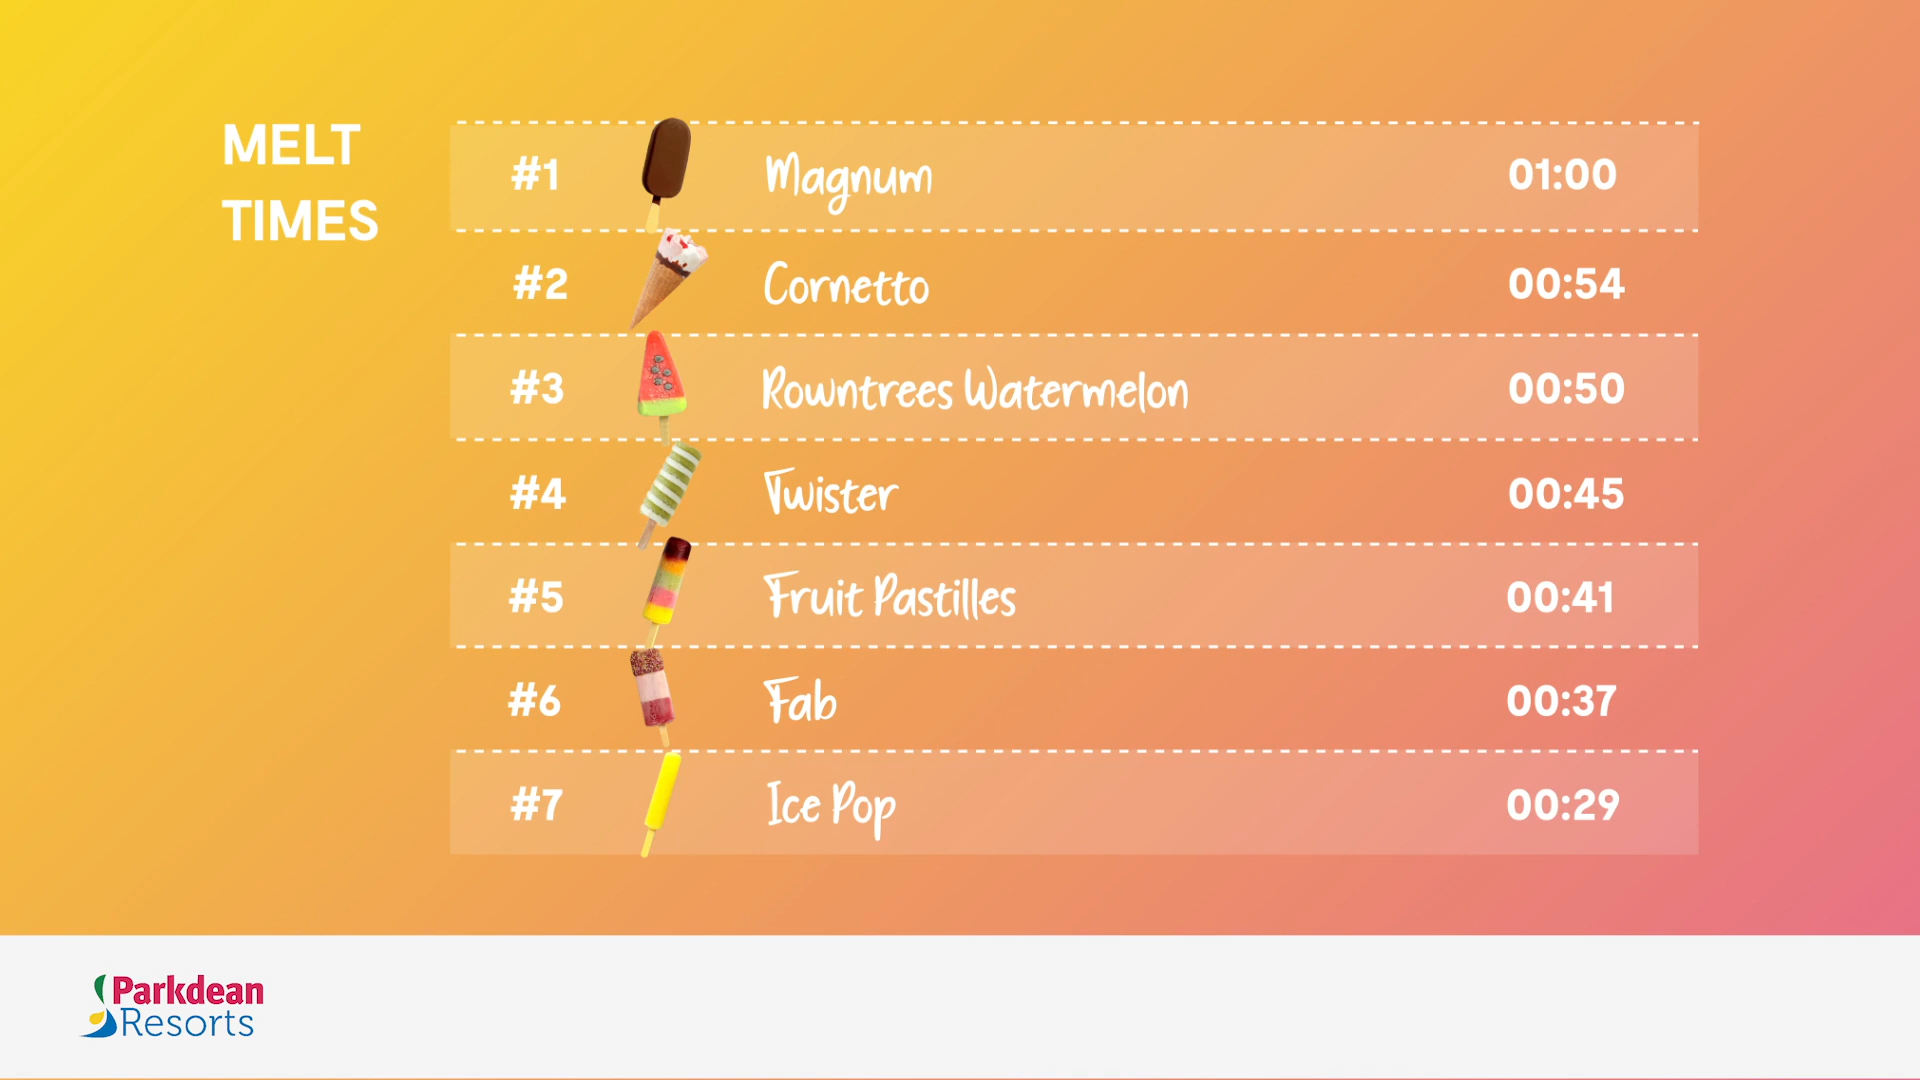 MELT
TIMES
#1 Magnum 01:00
#2 Cornetto 00:54
#3 Rowntrees Watermelon 00:50
#4 Twister 00:45
#5 Fruit Pastilles 00:41
#6 Fab 00:37
#7 Ice Pop 00:29
Parkdean
Resorts